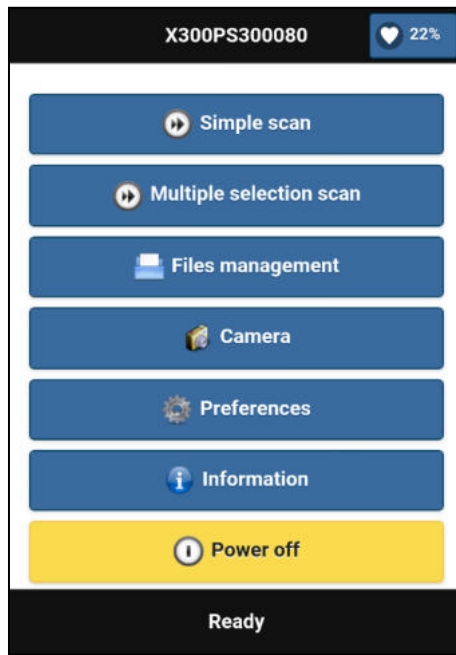 X300PS300080
22%
Simple scan
Multiple selection scan
Files management
Camera
Preferences
Information
Power off
Ready